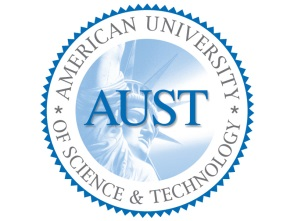 AMERICAN UNIVERSITY
AUST
OF SCIENCE & TECHNOLOGY